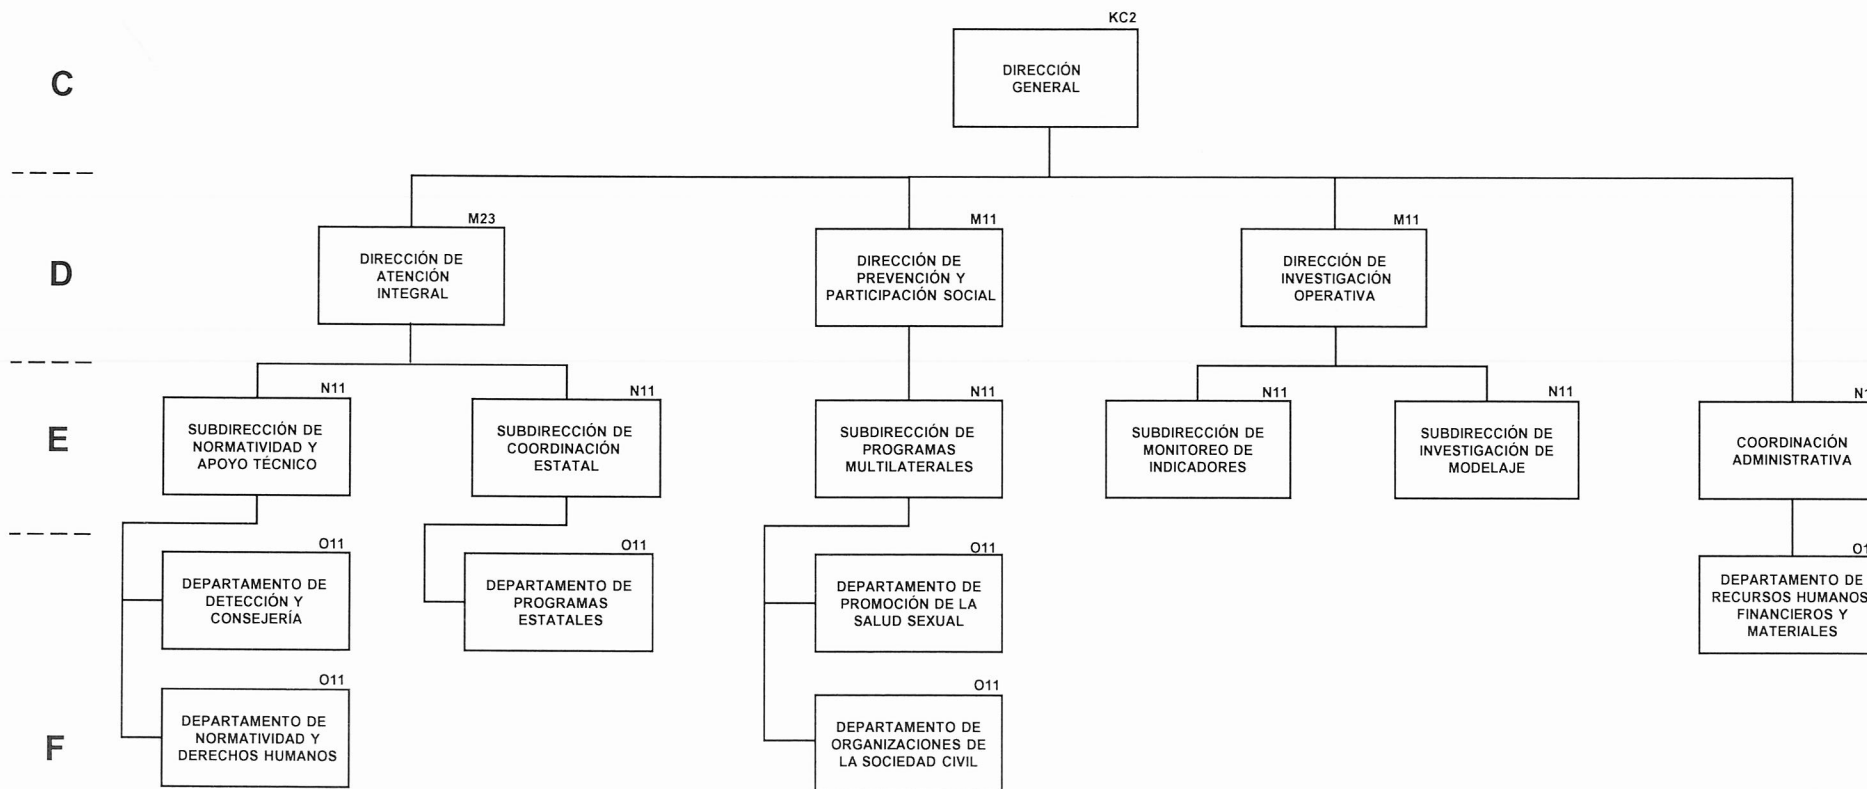 KC2
DIRECCIÓN
GENERAL
C
M23
DIRECCIÓN DE
ATENCIÓN
INTEGRAL
M11
DIRECCIÓN DE
PREVENCIÓN Y
PARTICIPACIÓN SOCIAL
M11
DIRECCIÓN DE
INVESTIGACIÓN
OPERATIVA
D
N11
SUBDIRECCIÓN DE
NORMATIVIDAD Y
APOYO TÉCNICO
N11
SUBDIRECCIÓN DE
COORDINACIÓN
ESTATAL
N11
SUBDIRECCIÓN DE
PROGRAMAS
MULTILATERALES
N11
SUBDIRECCIÓN DE
MONITOREO DE
INDICADORES
N11
SUBDIRECCIÓN DE
INVESTIGACIÓN DE
MODELAJE
COORDINACIÓN
ADMINISTRATIVA
E
O11
DEPARTAMENTO DE
DETECCIÓN Y
CONSEJERÍA
O11
DEPARTAMENTO DE
PROGRAMAS
ESTATALES
O11
DEPARTAMENTO DE
PROMOCIÓN DE LA
SALUD SEXUAL
DEPARTAMENTO DE
RECURSOS HUMANOS
FINANCIEROS Y
MATERIALES
O11
DEPARTAMENTO DE
NORMATIVIDAD Y
DERECHOS HUMANOS
O11
DEPARTAMENTO DE
ORGANIZACIONES DE
LA SOCIEDAD CIVIL
F